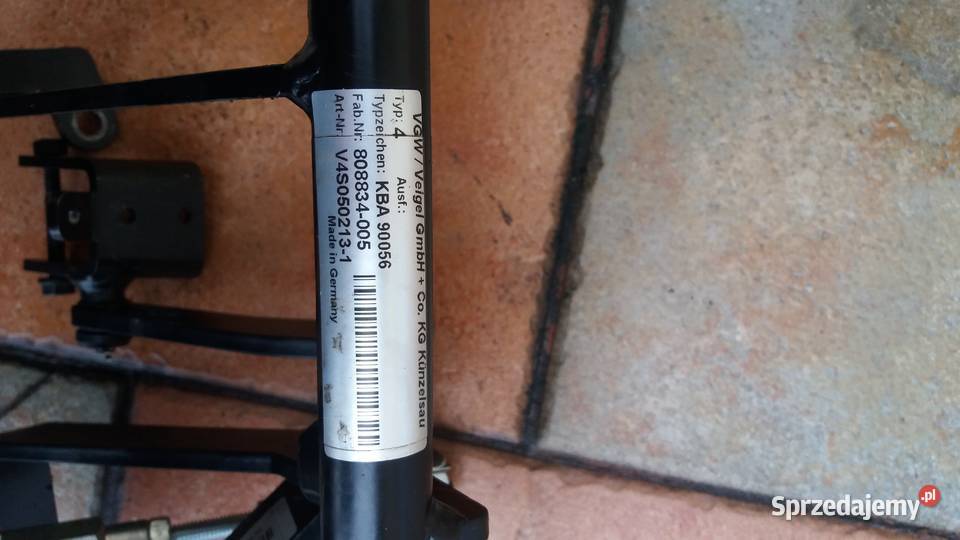 VGW / Veigel GmbH + Co. KG Künzelsau
Typ: 4 Ausf.:
Typzeichen: KBA 90056
Fab.Nr: 808834-005
Art-Nr: V4S050213-1
Made in Germany
Sprzedajemy.pl